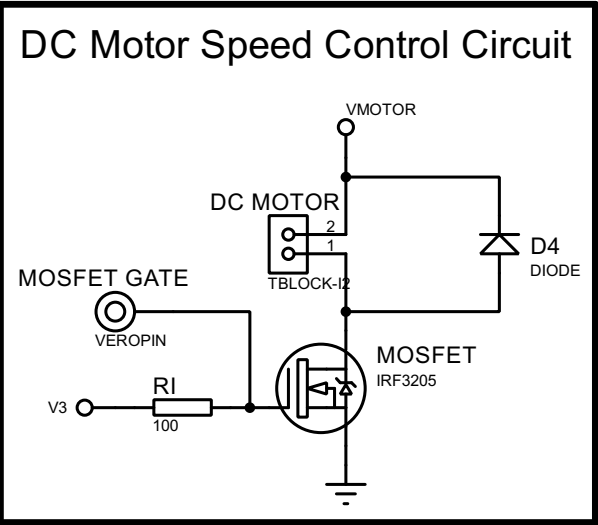 DC Motor Speed Control Circuit
VMOTOR
DC MOTOR
2
1
TBLOCK-I2
D4
DIODE
MOSFET GATE
VEROPIN
MOSFET
IRF3205
RI
V3
100